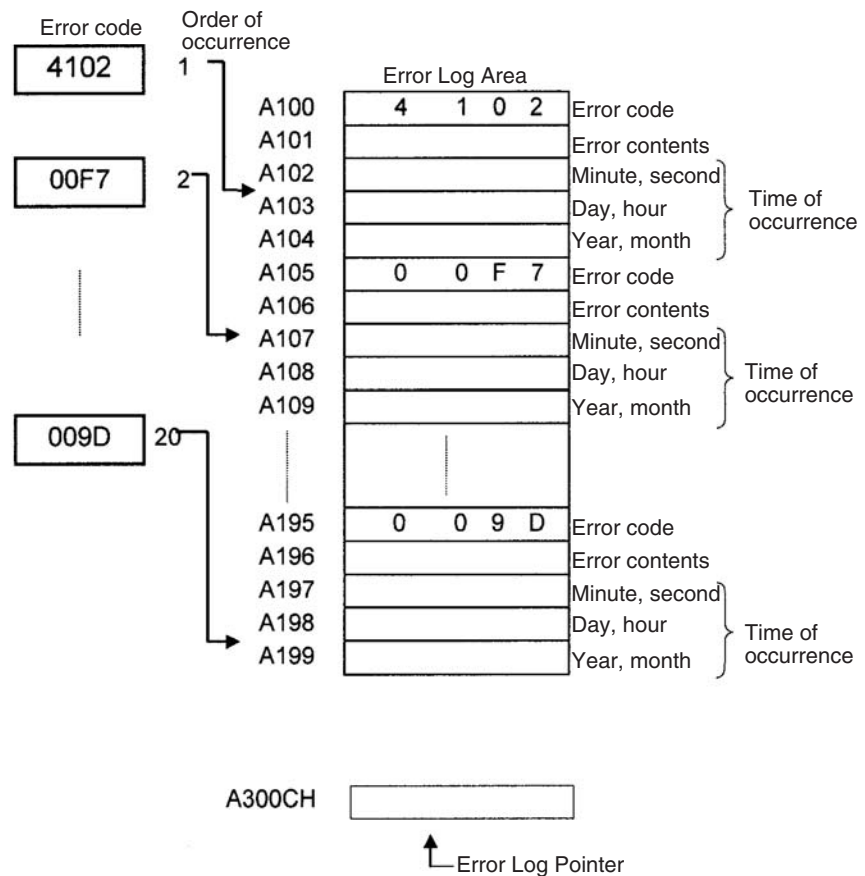 Error code
Order of
occurrence
4102 1
Error Log Area
A100 4 1 0 2 Error code
A101 Error contents
00F7 2
A102 Minute, second
A103 Day, hour
A104 Year, month
Time of
occurrence
A105 0 0 F 7 Error code
A106 Error contents
A107 Minute, second
A108 Day, hour
A109 Year, month
Time of
occurrence
009D 20
A195 0 0 9 D Error code
A196 Error contents
A197 Minute, second
A198 Day, hour
A199 Year, month
Time of
occurrence
A300CH
Error Log Pointer